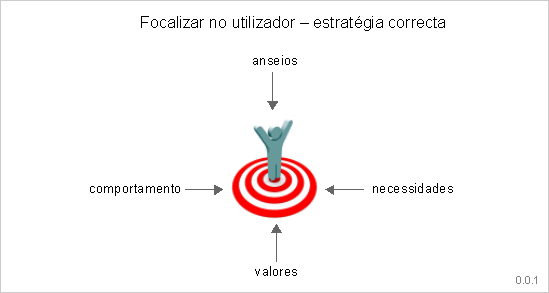 Focalizar no utilizador – estratégia correcta
anseios
comportamento
necessidades
valores
0.0.1